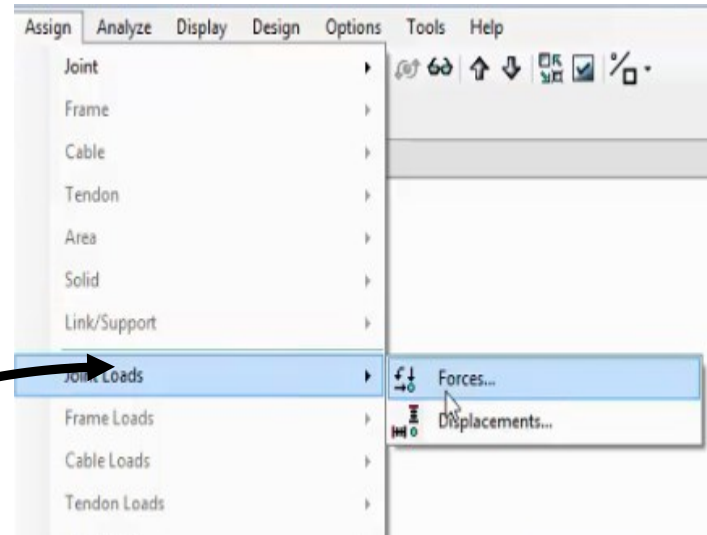 Assign Analyze Display Design Options Tools Help
Joint
Frame
Cable
Tendon
Area
Solid
Link/Support
Joint Loads
Forces...
Frame Loads
Displacements...
Cable Loads
Tendon Loads